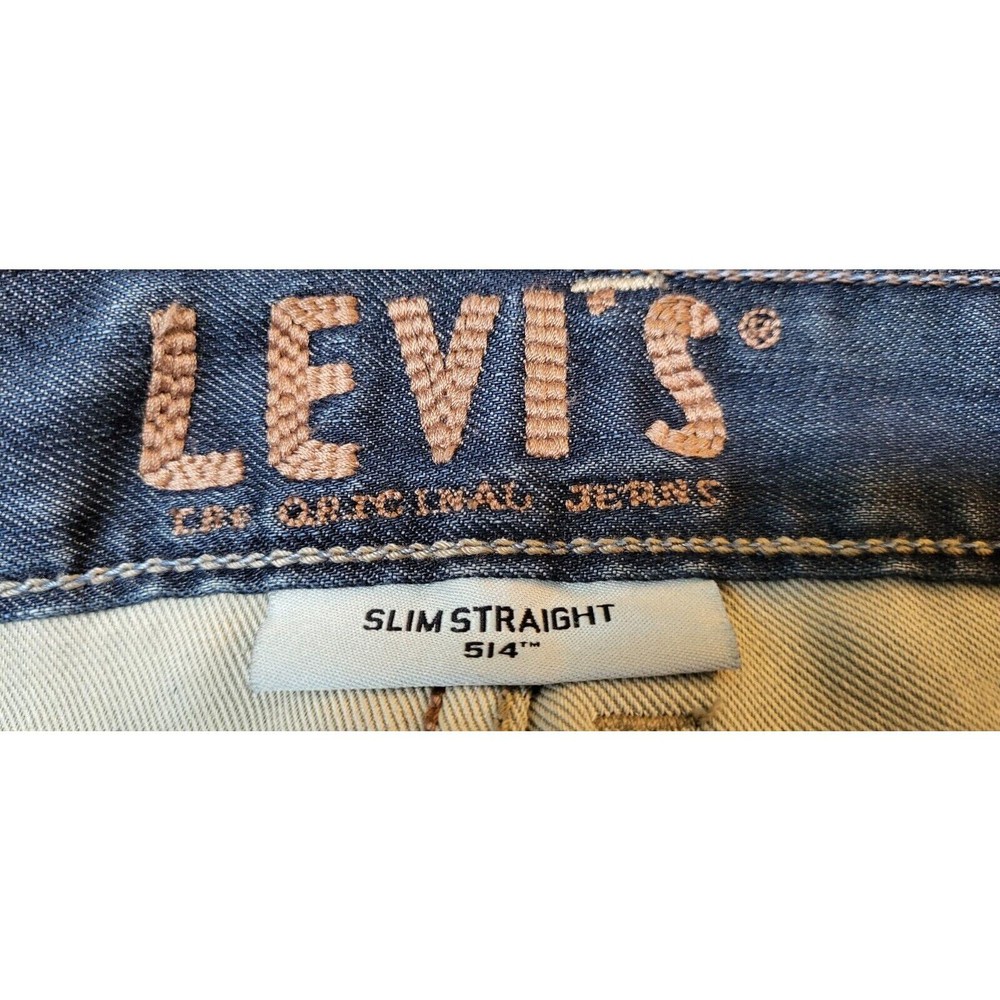 LEVI'S®
THE ORIGINAL JEANS
SLIM STRAIGHT
514™